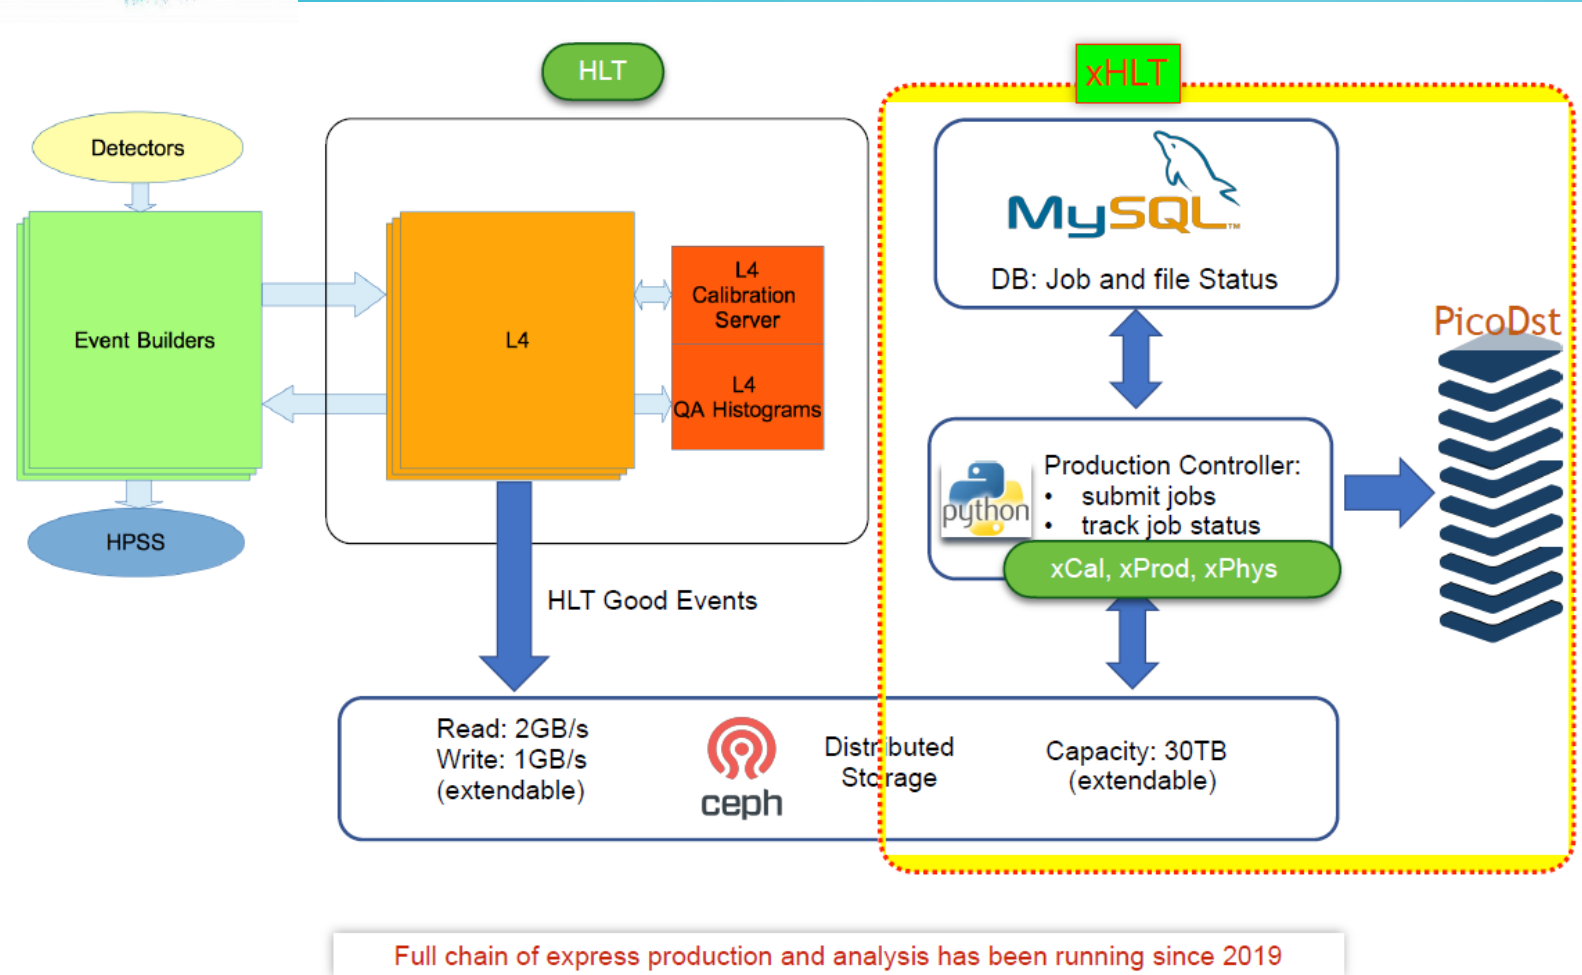 HLT
xHLT
Detectors
Event Builders
HPSS
L4
L4
Calibration
Server
L4
QA Histograms
HLT Good Events
MySQL™
DB: Job and file Status
python
Production Controller:
• submit jobs
• track job status
xCal, xProd, xPhys
PicoDst
Read: 2GB/s
Write: 1GB/s
(extendable)
ceph
Distributed
Storage
Capacity: 30TB
(extendable)
Full chain of express production and analysis has been running since 2019